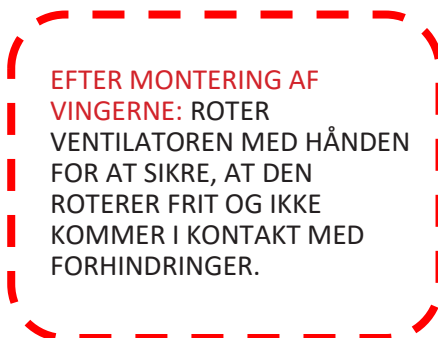 EFTER MONTERING AF
VINGERNE: ROTER
VENTILATOREN MED HÅNDEN
FOR AT SIKRE, AT DEN
ROTERER FRIT OG IKKE
KOMMER I KONTAKT MED
FORHINDRINGER.